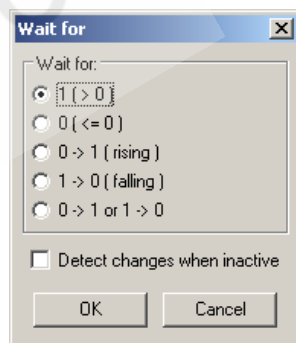 Wait for
Wait for:
1 ( > 0 )
0 ( <= 0 )
0 -> 1 ( rising )
1 -> 0 ( falling )
0 -> 1 or 1 -> 0
Detect changes when inactive
OK
Cancel